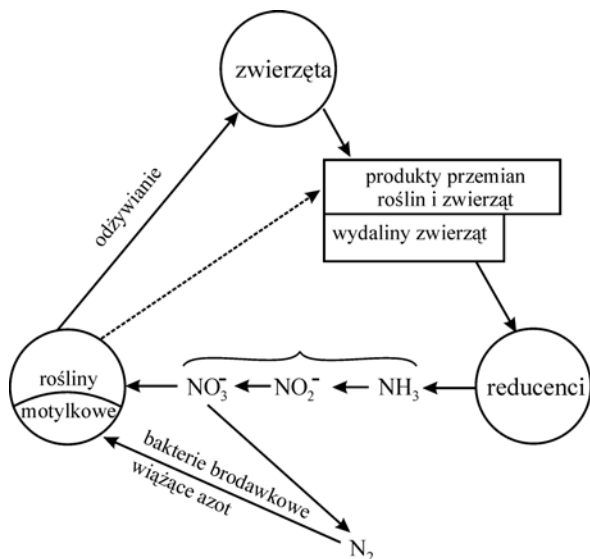 zwierzęta
produkty przemian
roślin i zwierząt
wydaliny zwierząt
odżywianie
rośliny
motylkowe
NO₃⁻ NO₂⁻ NH₃
reducenci
bakterie brodawkowe
wiążące azot
N₂